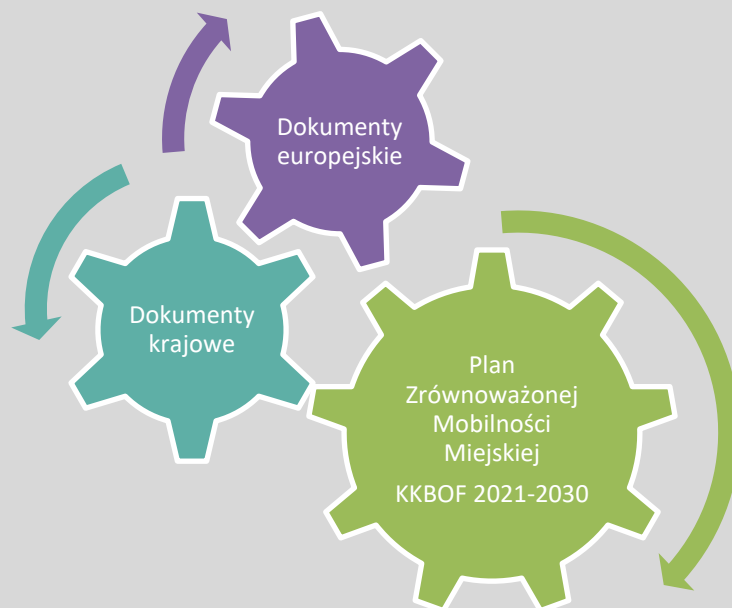 Dokumenty
europejskie
Dokumenty
krajowe
Plan
Zrównoważonej
Mobilności
Miejskiej
KKBOF 2021-2030